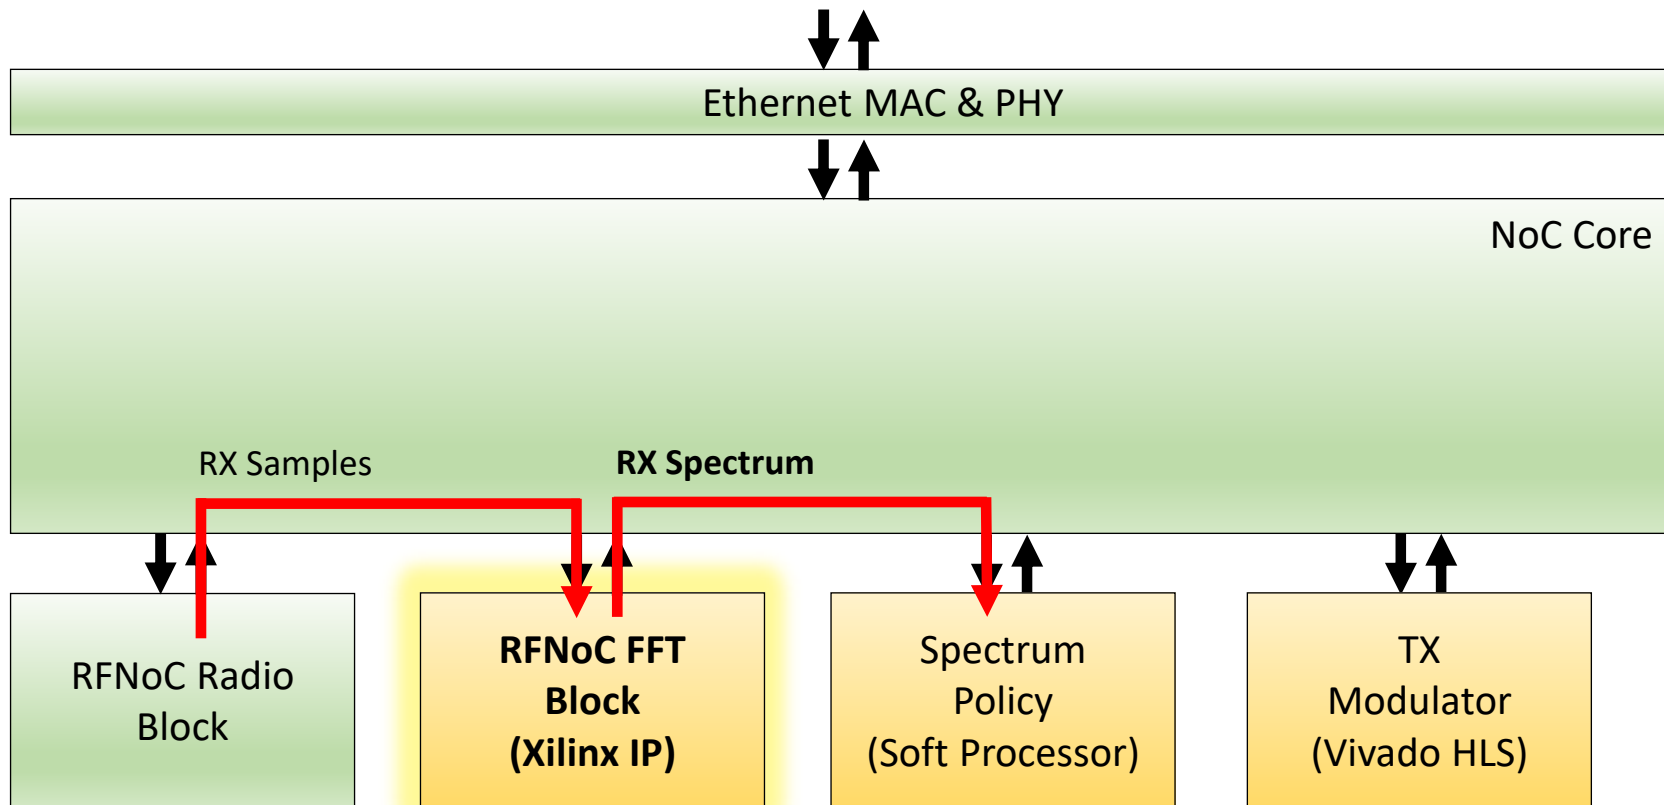 Ethernet MAC & PHY
NoC Core
RX Samples
RX Spectrum
RFNoC Radio
Block
RFNoC FFT
Block
(Xilinx IP)
Spectrum
Policy
(Soft Processor)
TX
Modulator
(Vivado HLS)